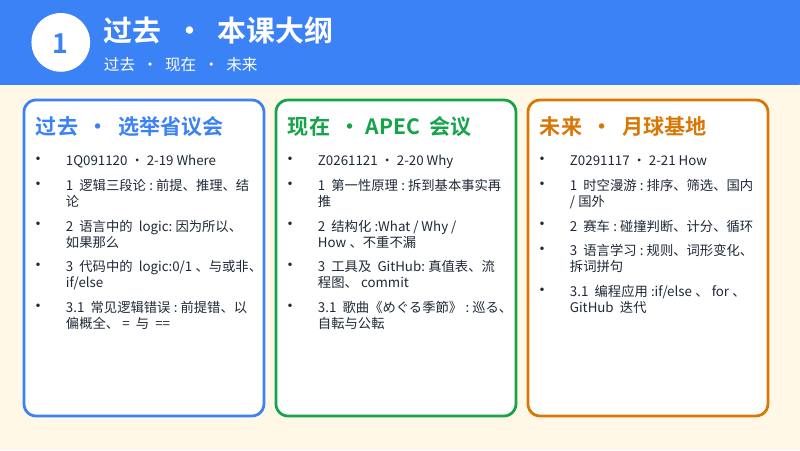 1
过去 • 本课大纲
过去 • 现在 • 未来
过去 • 选举省议会
• 1Q091120 • 2-19 Where
• 1 逻辑三段论 : 前提、推理、结
论
• 2 语言中的 logic: 因为所以、
如果那么
• 3 代码中的 logic:0/1 、与或非、
if/else
• 3.1 常见逻辑错误 : 前提错、以
偏概全、 = 与 ==
现在 • APEC 会议
• Z0261121 • 2-20 Why
• 1 第一性原理 : 拆到基本事实再
推
• 2 结构化 :What / Why /
How 、不重不漏
• 3 工具及 GitHub: 真值表、流
程图、 commit
• 3.1 歌曲《めぐる季節》 : 巡る、
自転与公転
未来 • 月球基地
• Z0291117 • 2-21 How
• 1 时空漫游 : 排序、筛选、国内
/ 国外
• 2 赛车 : 碰撞判断、计分、循环
• 3 语言学习 : 规则、词形变化、
拆词拼句
• 3.1 编程应用 :if/else 、 for 、
GitHub 迭代